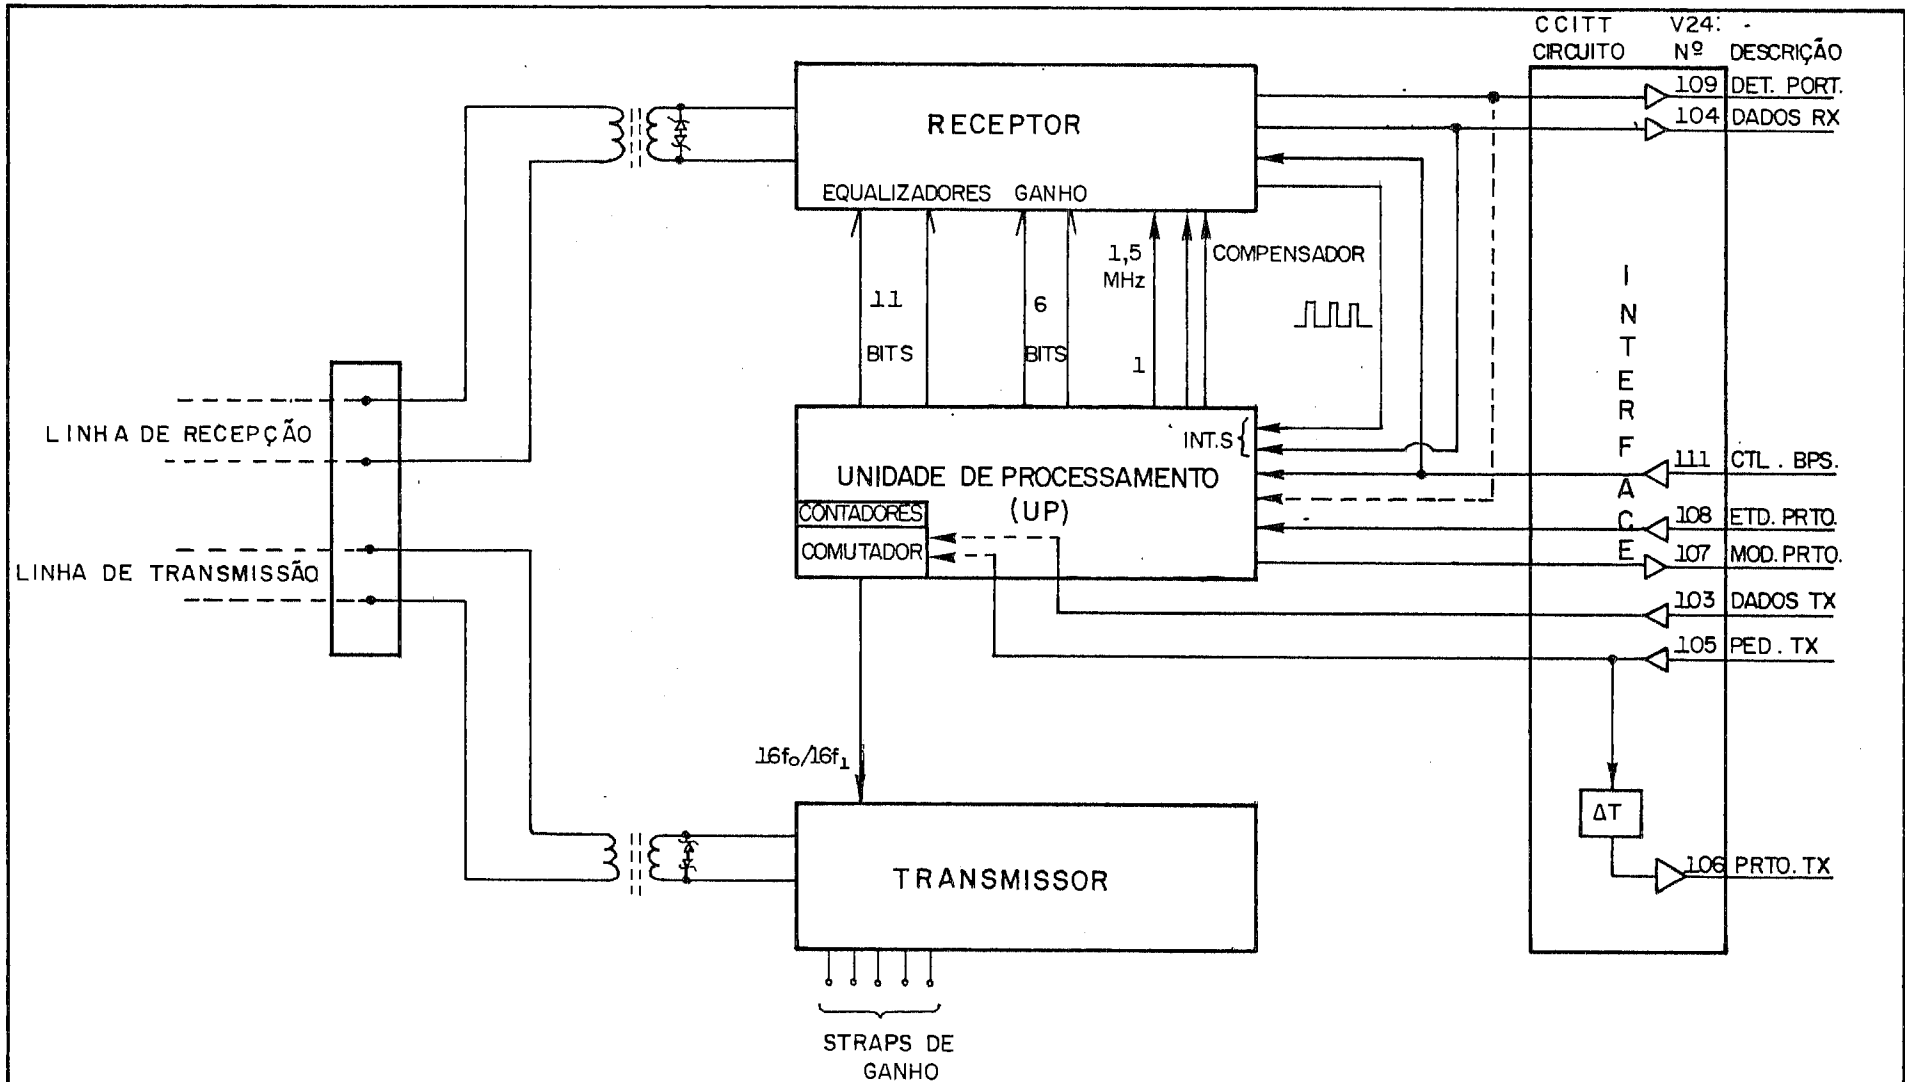 CCITT V24:
CIRCUITO Nº DESCRIÇÃO
109 DET. PORT.
104 DADOS RX
RECEPTOR
EQUALIZADORES GANHO
1,5 MHz
COMPENSADOR
11 BITS
6 BITS
1
INTERFACE
LINHA DE RECEPÇÃO
INT.S
111 CTL. BPS.
UNIDADE DE PROCESSAMENTO
(UP)
CONTADORES
COMUTADOR
108 ETD. PRTO.
107 MOD. PRTO.
LINHA DE TRANSMISSÃO
103 DADOS TX
105 PED. TX
16f₀/16f₁
ΔT
106 PRTO. TX
TRANSMISSOR
STRAPS DE
GANHO